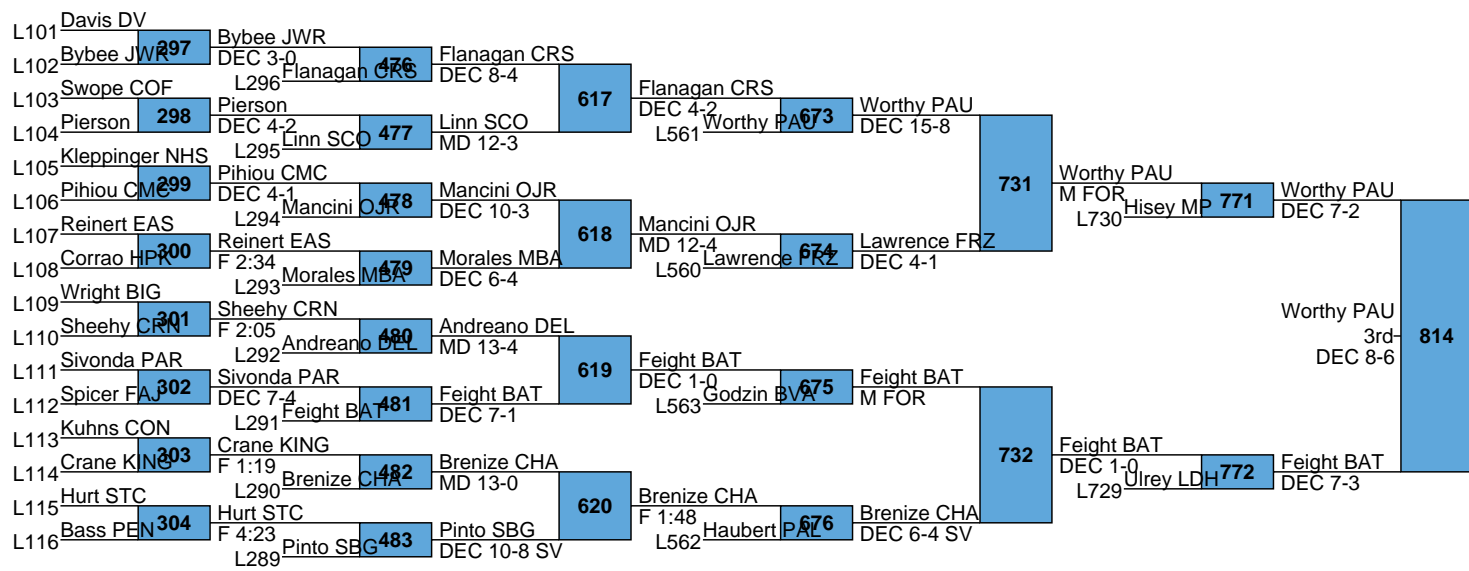 Davis DV
L101
297
Bybee JWR
DEC 3-0
Bybee JWR
L102
L296
Flanagan CRS
476
Flanagan CRS
DEC 8-4
Swope COF
L103
298
Pierson
DEC 4-2
Pierson
L104
L295
Linn SCO
477
Linn SCO
MD 12-3
617
Flanagan CRS
DEC 4-2
L561
Worthy PAU
673
Worthy PAU
DEC 15-8
Kleppinger NHS
L105
299
Pihiou CMC
DEC 4-1
Pihiou CMC
L106
L294
Mancini OJR
478
Mancini OJR
DEC 10-3
Reinert EAS
L107
300
Reinert EAS
F 2:34
Corrao HPK
L108
L293
Morales MBA
479
Morales MBA
DEC 6-4
618
Mancini OJR
MD 12-4
L560
Lawrence FRZ
674
Lawrence FRZ
DEC 4-1
731
Worthy PAU
M FOR
L730
Hisey MP
771
Worthy PAU
DEC 7-2
Wright BIG
L109
301
Sheehy CRN
F 2:05
Sheehy CRN
L110
L292
Andreano DEL
480
Andreano DEL
MD 13-4
Sivonda PAR
L111
302
Sivonda PAR
DEC 7-4
Spicer FAJ
L112
L291
Feight BAT
481
Feight BAT
DEC 7-1
619
Feight BAT
DEC 1-0
L563
Godzin BVA
675
Feight BAT
M FOR
Kuhns CON
L113
303
Crane KING
F 1:19
Crane KING
L114
L290
Brenize CHA
482
Brenize CHA
MD 13-0
Hurt STC
L115
304
Hurt STC
F 4:23
Bass PEN
L116
L289
Pinto SBG
483
Pinto SBG
DEC 10-8 SV
620
Brenize CHA
F 1:48
L562
Haubert PAL
676
Brenize CHA
DEC 6-4 SV
732
Feight BAT
DEC 1-0
L729
Ulrey LDH
772
Feight BAT
DEC 7-3
Worthy PAU
3rd
DEC 8-6
814